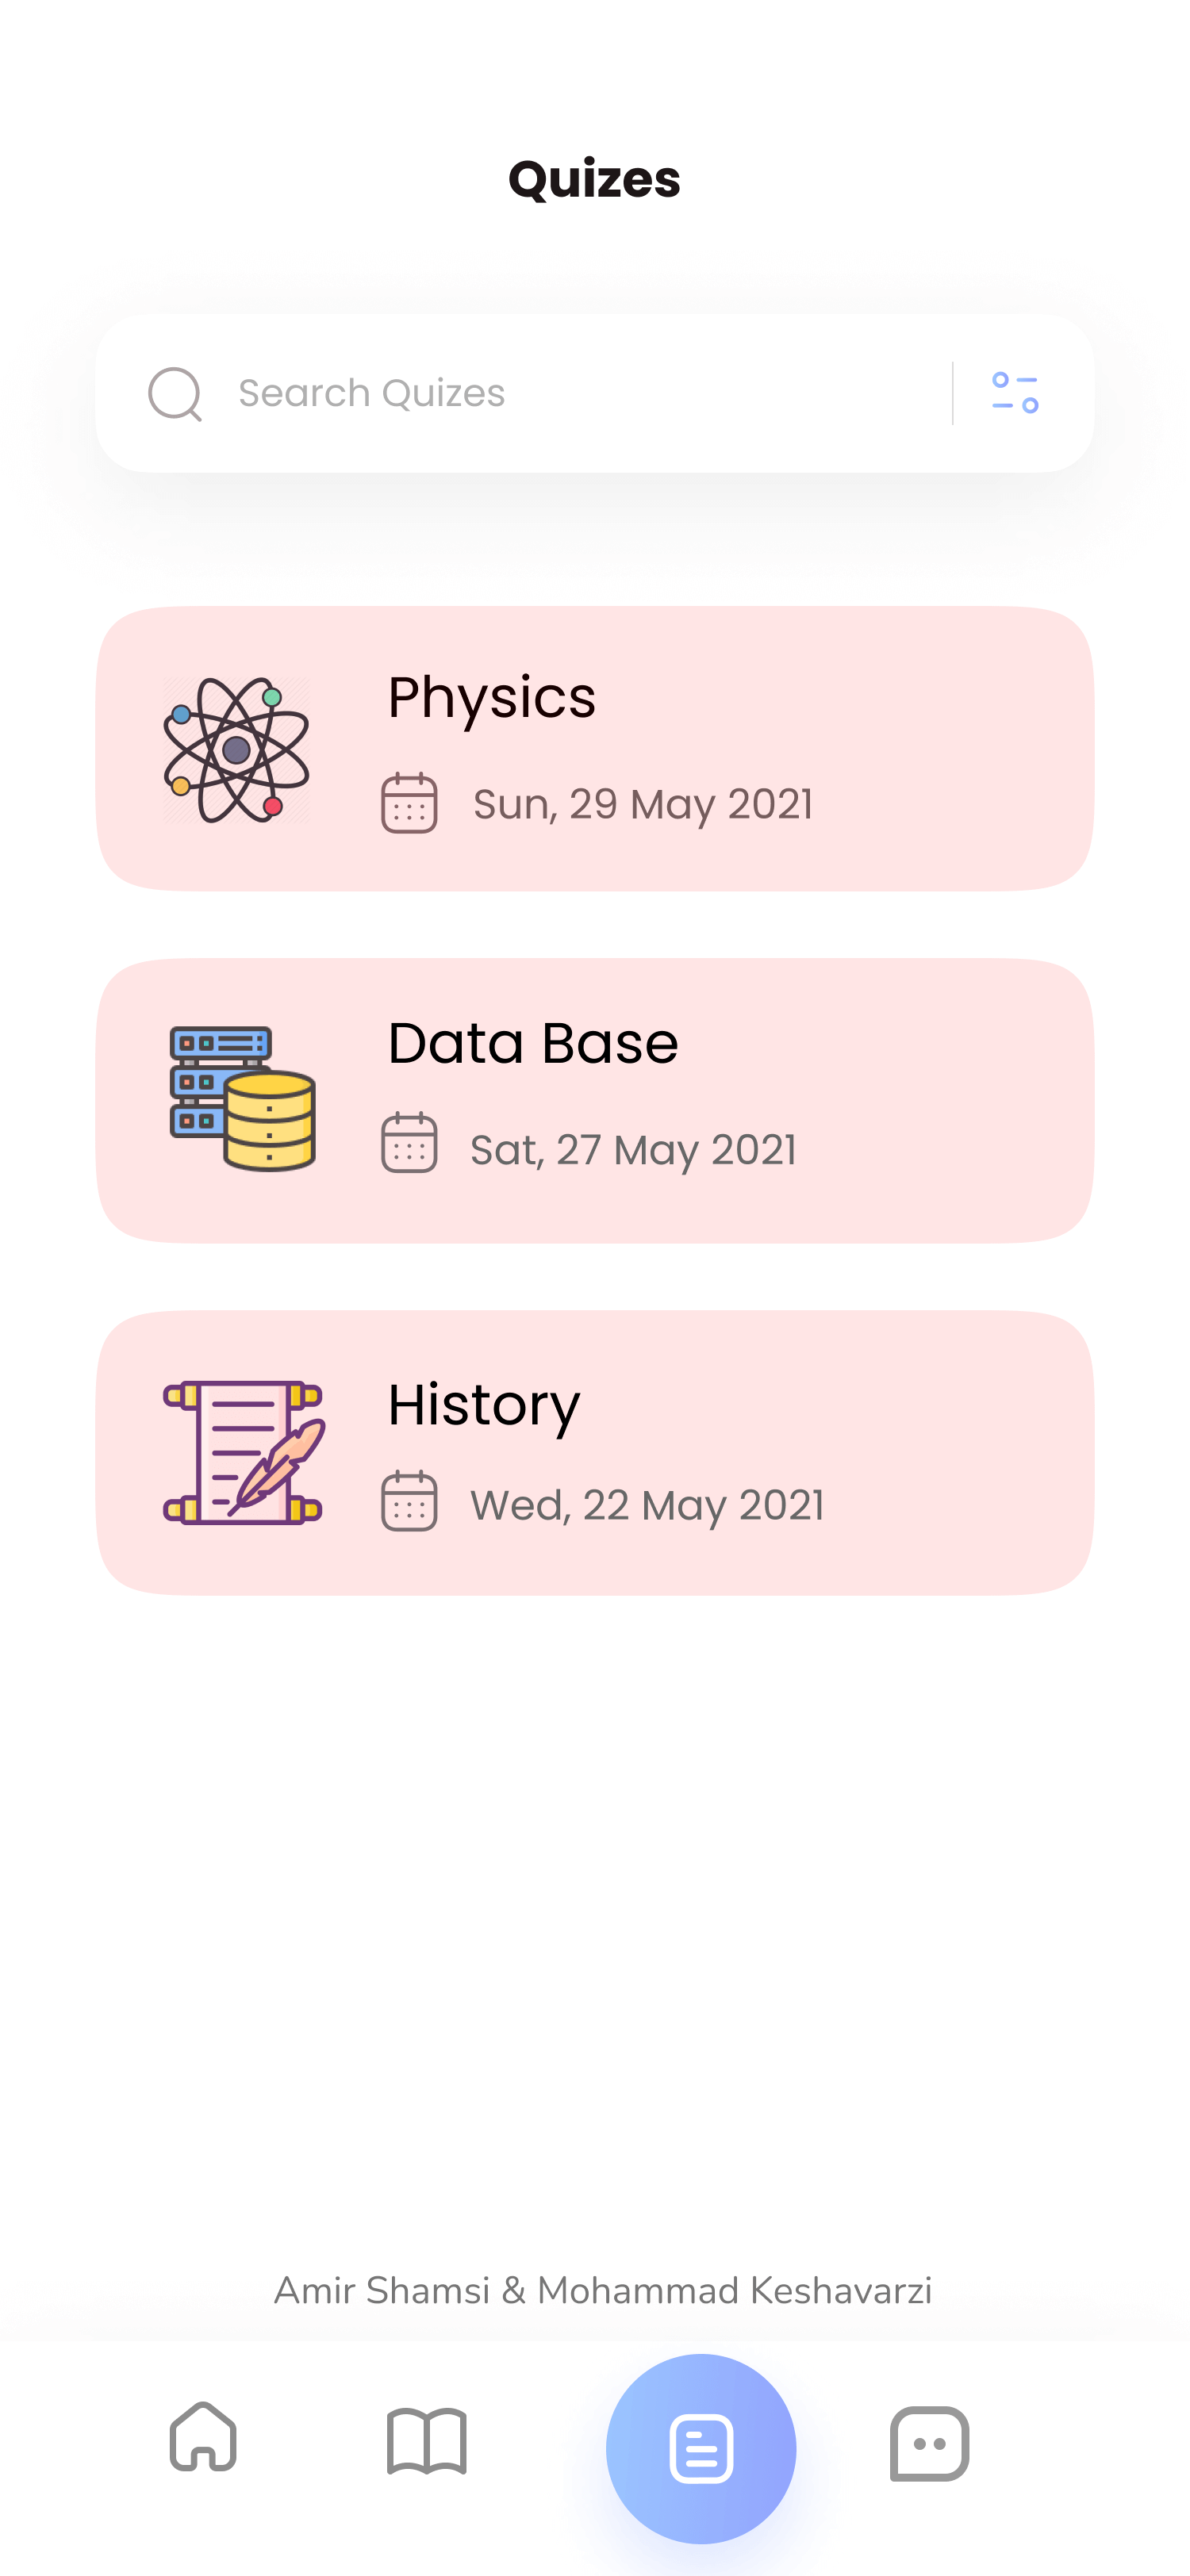 Quizes
Search Quizes
Physics
Sun, 29 May 2021
Data Base
Sat, 27 May 2021
History
Wed, 22 May 2021
Amir Shamsi & Mohammad Keshavarzi